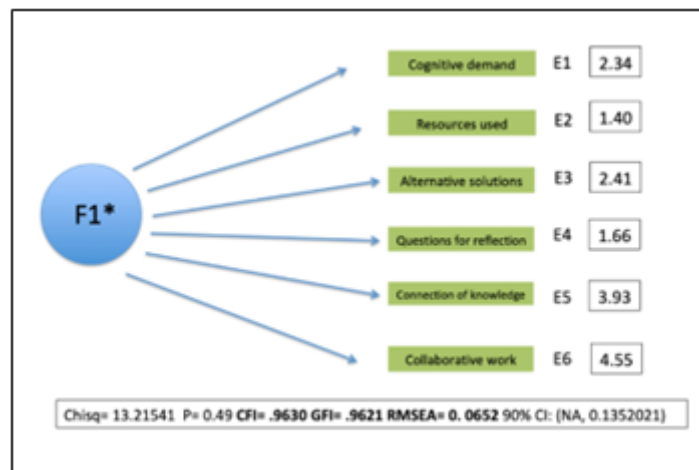 Cognitive demand E1 2.34
Resources used E2 1.40
F1* Alternative solutions E3 2.41
Questions for reflection E4 1.66
Connection of knowledge E5 3.93
Collaborative work E6 4.55
Chisq= 13.21541 P= 0.49 CFI= .9630 GFI= .9621 RMSEA= 0. 0652 90% CI: (NA, 0.1352021)